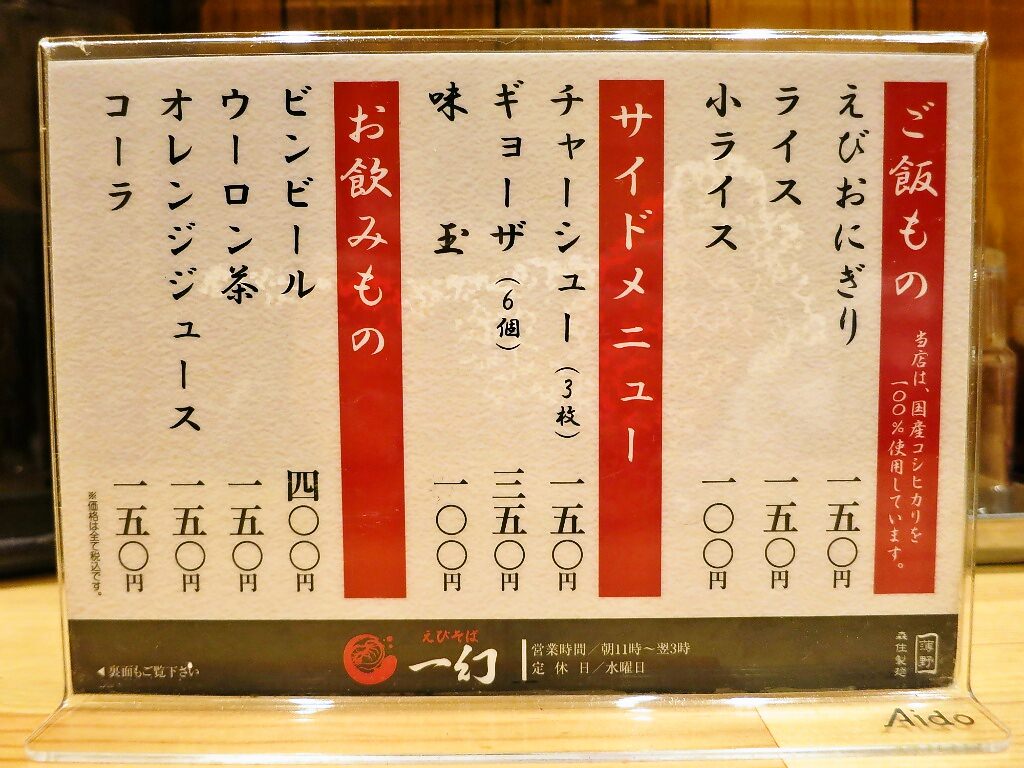 ご飯もの
当店は、国産コシヒカリを
一〇〇%使用しています。
えびおにぎり 一五〇円
ライス 一五〇円
小ライス 一〇〇円
サイドメニュー
チャーシュー(3枚) 一五〇円
ギョーザ(6個) 三五〇円
味玉 一〇〇円
お飲みもの
ビンビール 四〇〇円
ウーロン茶 一五〇円
オレンジジュース 一五〇円
コーラ 一五〇円
※価格は全て税込です。
◀裏面もご覧下さい
えびそば
一幻
営業時間/朝11時~翌3時
定休日/水曜日
森住製麺
薄野
Aido